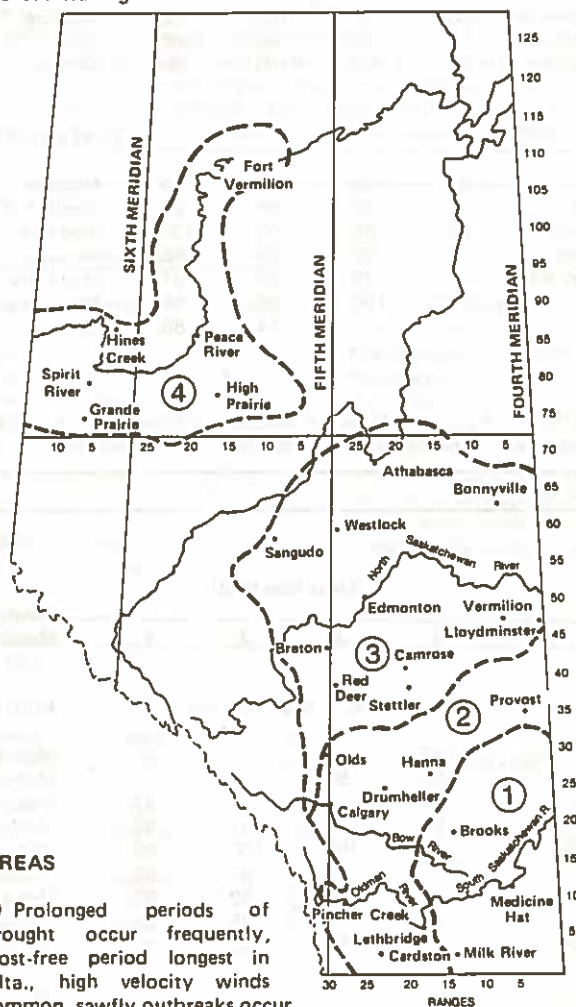 125
120
115
110
105
100
95
90
85
80
75
70
65
60
55
50
45
40
35
30
25
20
15
10
5
SIXTH MERIDIAN
FIFTH MERIDIAN
FOURTH MERIDIAN
Fort
Vermilion
Hines
Creek
Peace
River
Spirit
River
4
High
Prairie
Grande
Prairie
10 5 20 15 10 5 25 20 15 10 5
Athabasca
Bonnyville
Westlock
Sangudo
North Saskatchewan River
Edmonton
Vermilion
Lloydminster
Breton
3
Camrose
Red
Deer
Stettler
2
Provost
Olds
Hanna
1
Drumheller
Calgary
Brooks
Bow River
South Saskatchewan R.
Oldman River
Medicine
Hat
Pincher Creek
Lethbridge
Cardston
Milk River
30 25 20 15 10 5
RANGES
REAS
Prolonged periods of
rought occur frequently,
ost-free period longest in
lta., high velocity winds
ommon, sawfly outbreaks occur